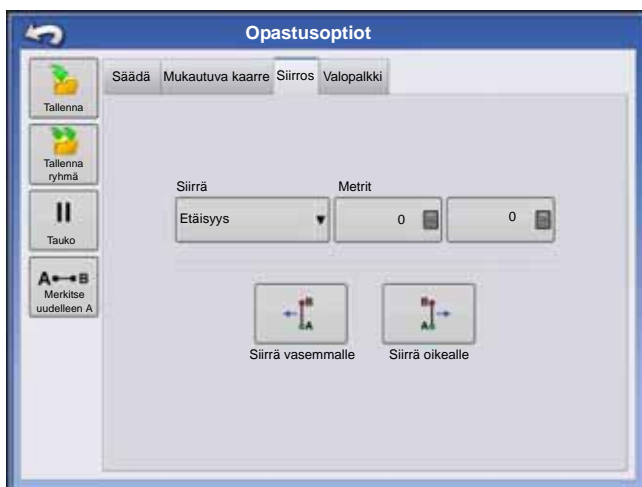 Opastusoptiot
Säädä Mukautuva kaarre Siirros Valopalkki
Tallenna
Tallenna
ryhmä
Tauko
A B
Merkitse
uudelleen A
Siirrä Metrit
Etäisyys 0 0
B
A
B
A
Siirrä vasemmalle Siirrä oikealle